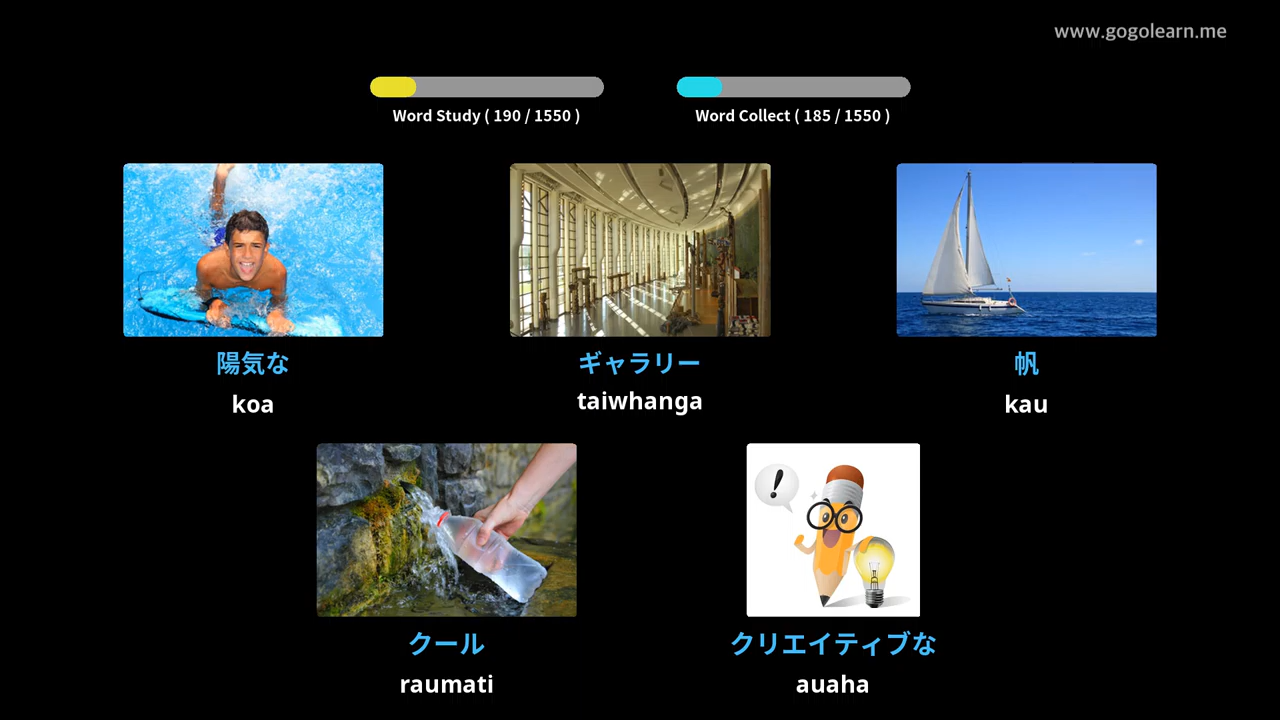 www.gogolearn.me
Word Study ( 190 / 1550 )
Word Collect ( 185 / 1550 )
陽気な
koa
ギャラリー
taiwhanga
帆
kau
クール
raumati
クリエイティブな
auaha